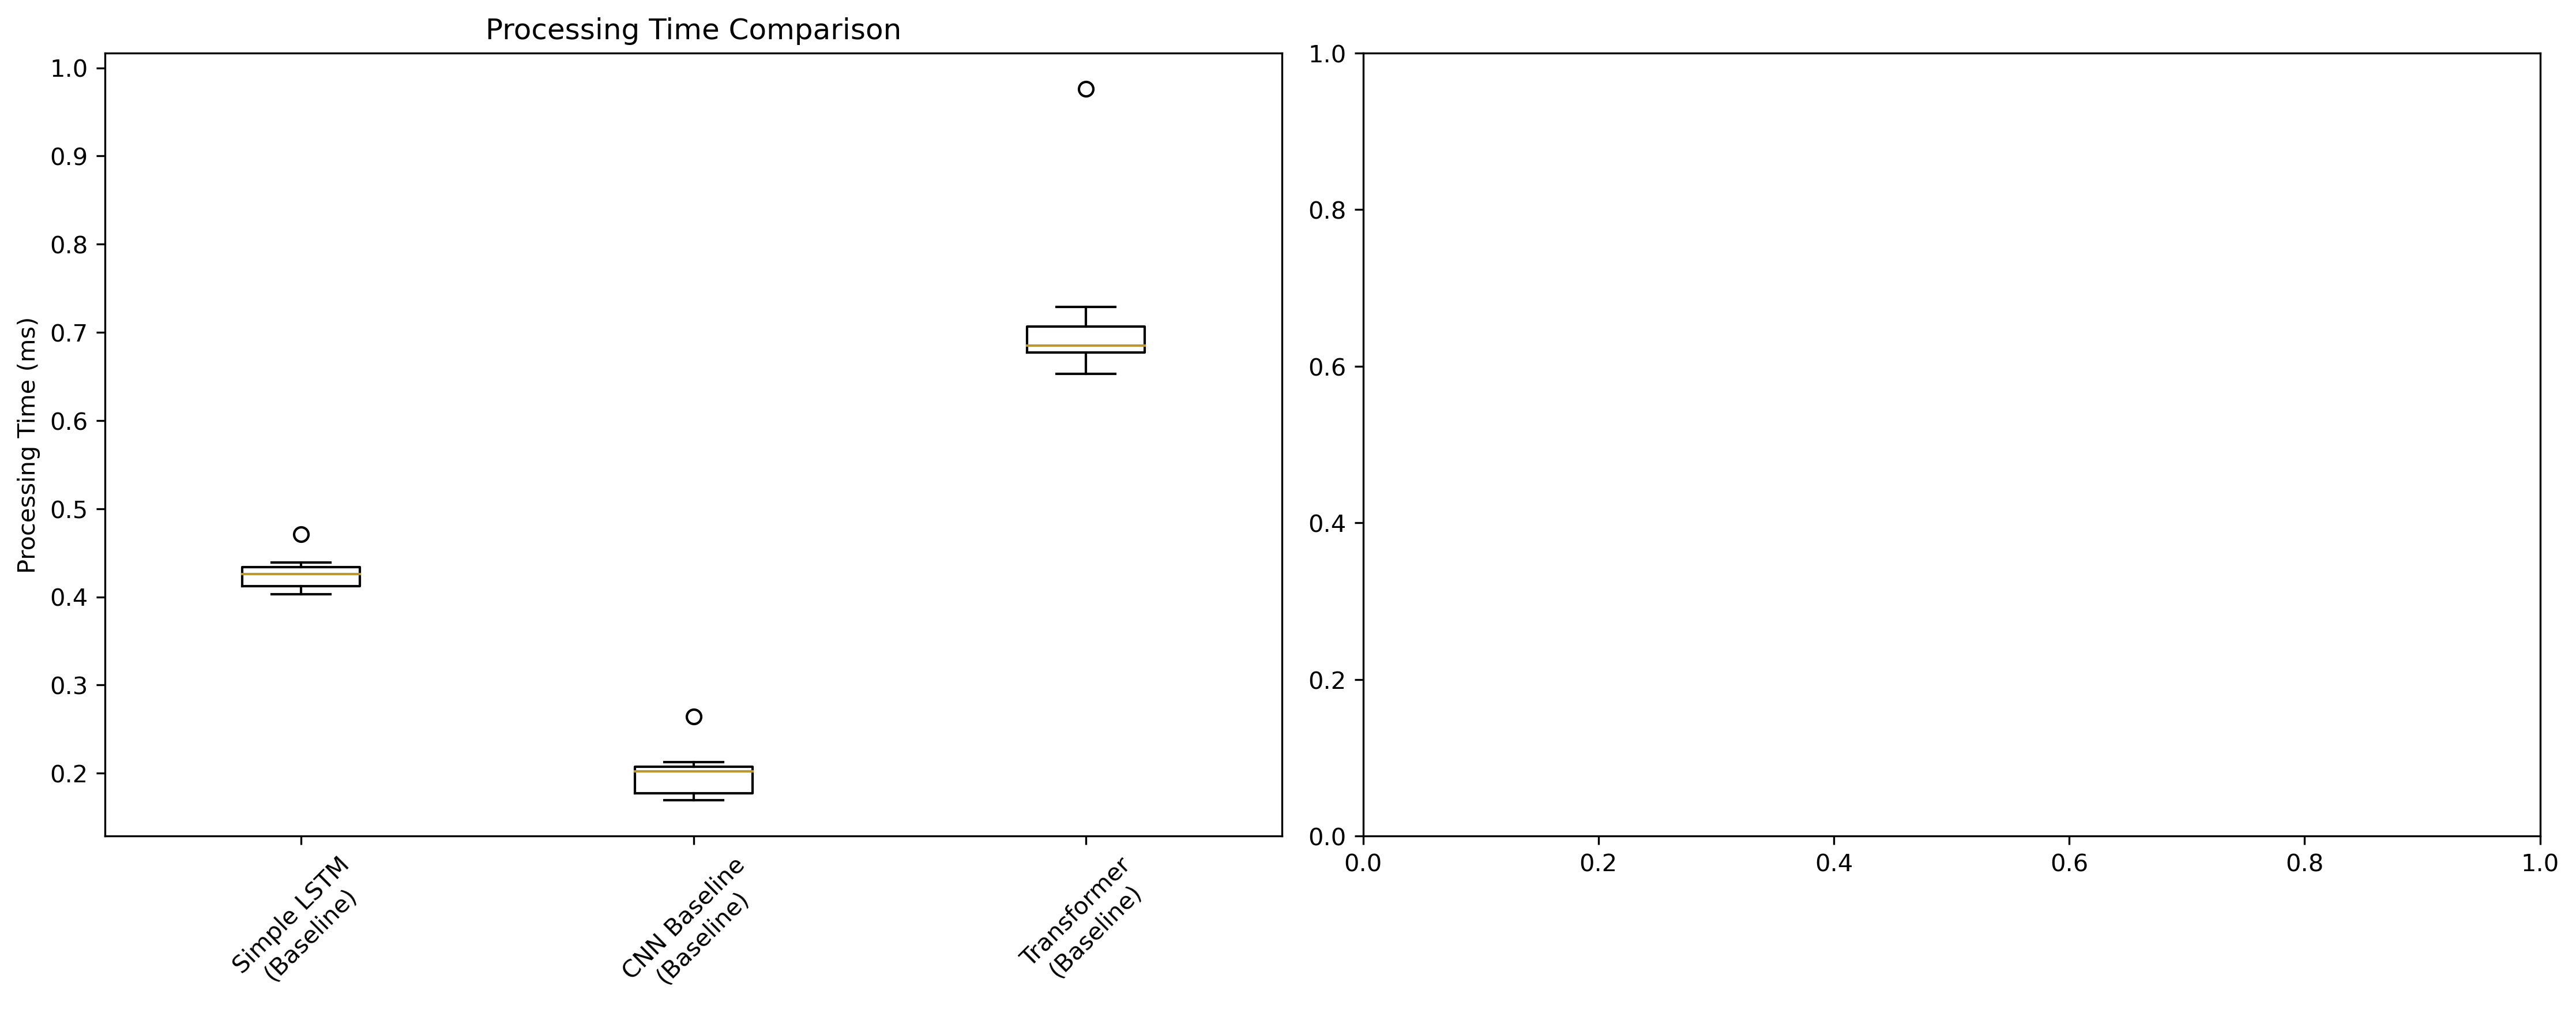 Processing Time Comparison
Processing Time (ms)
1.0
0.9
0.8
0.7
0.6
0.5
0.4
0.3
0.2
Simple LSTM
(Baseline)
CNN Baseline
(Baseline)
Transformer
(Baseline)
1.0
0.8
0.6
0.4
0.2
0.0
0.0 0.2 0.4 0.6 0.8 1.0